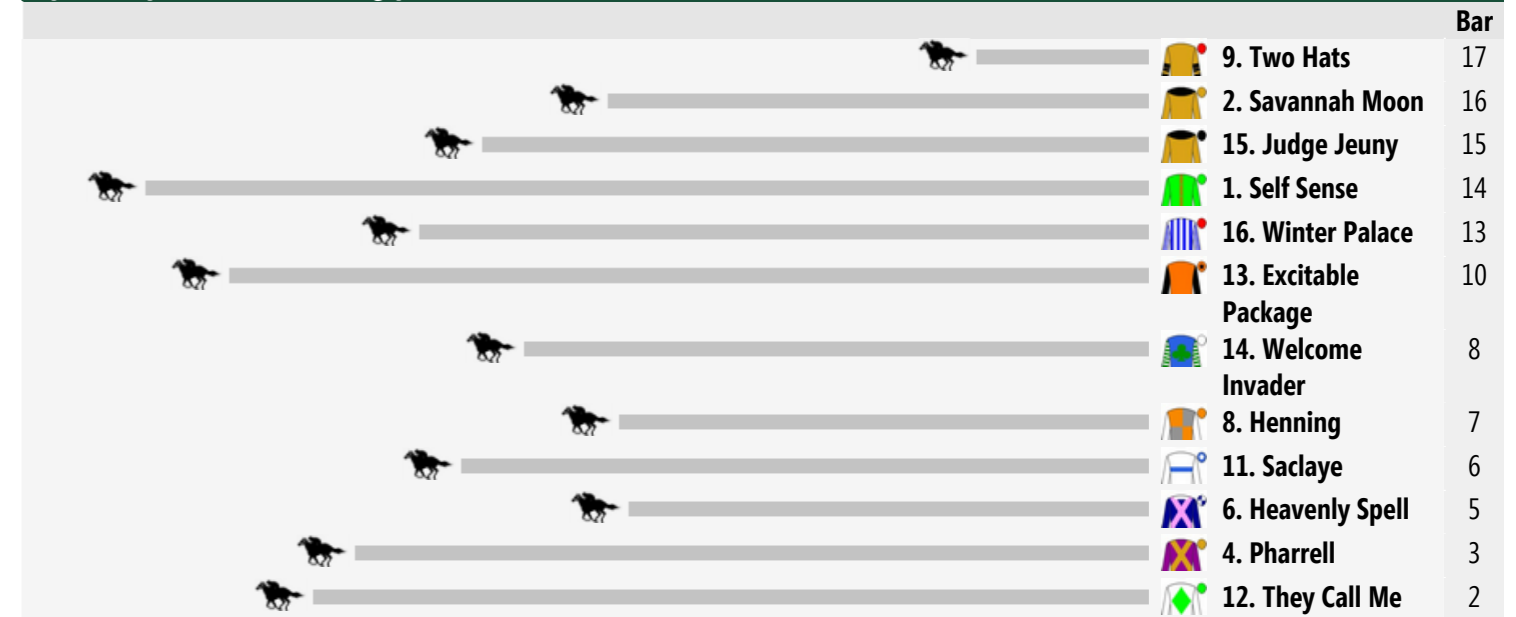 Bar
9. Two Hats 17
2. Savannah Moon 16
15. Judge Jeuny 15
1. Self Sense 14
16. Winter Palace 13
13. Excitable 10
Package
14. Welcome 8
Invader
8. Henning 7
11. Saclaye 6
6. Heavenly Spell 5
4. Pharrell 3
12. They Call Me 2